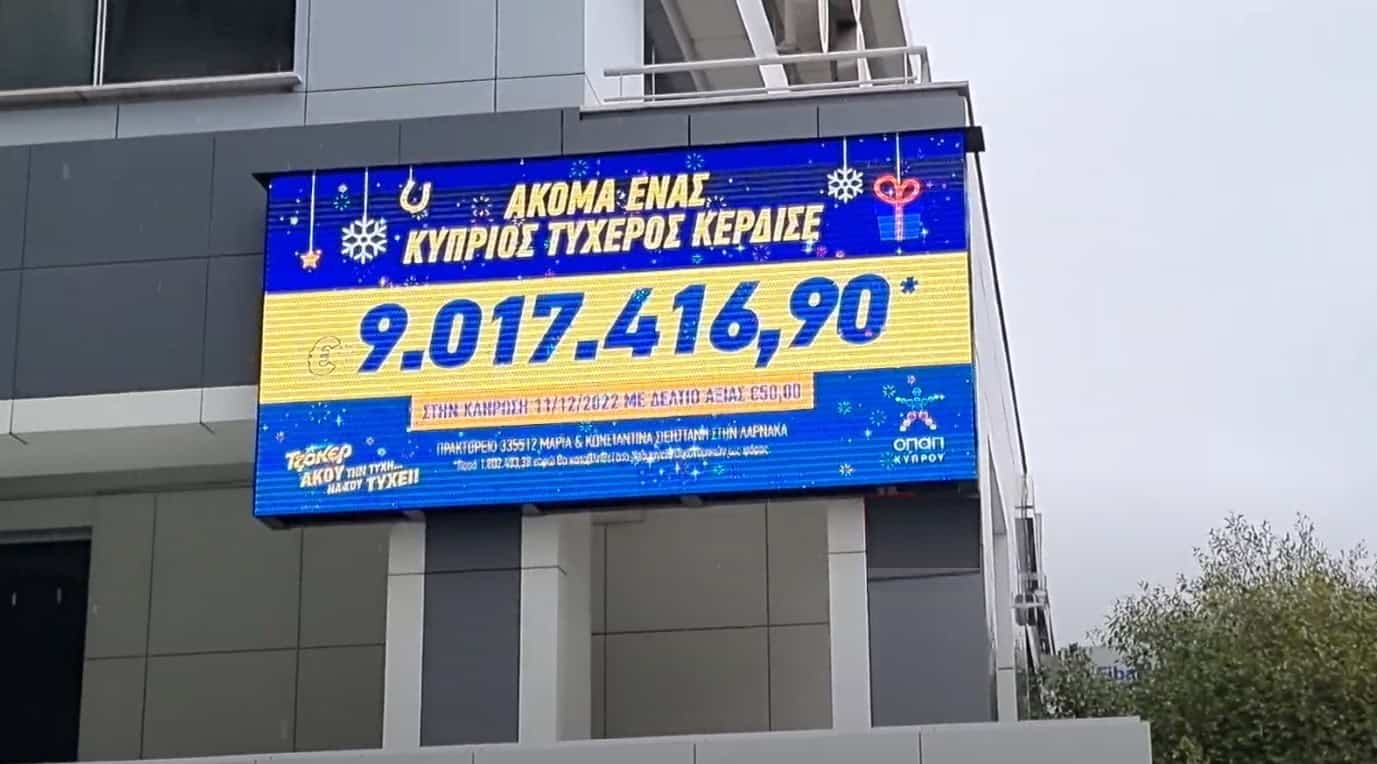 ΑΚΟΜΑ ΕΝΑΣ
ΚΥΠΡΙΟΣ ΤΥΧΕΡΟΣ ΚΕΡΔΙΣΕ
€ 9.017.416,90*
ΣΤΗΝ ΚΛΗΡΩΣΗ 11/12/2022 ΜΕ ΔΕΛΤΙΟ ΑΞΙΑΣ €50,00
ΠΡΑΚΤΟΡΕΙΟ 335512 ΜΑΡΙΑ & ΚΩΝΣΤΑΝΤΙΝΑ ΣΤΗΝ ΛΑΡΝΑΚΑ
*Ποσό
Τζόκερ
ΑΚΟΥ ΤΗΝ ΤΥΧΗ...
ΝΑ ΣΟΥ ΤΥΧΕΙ!
οπαπ
ΚΥΠΡΟΥ